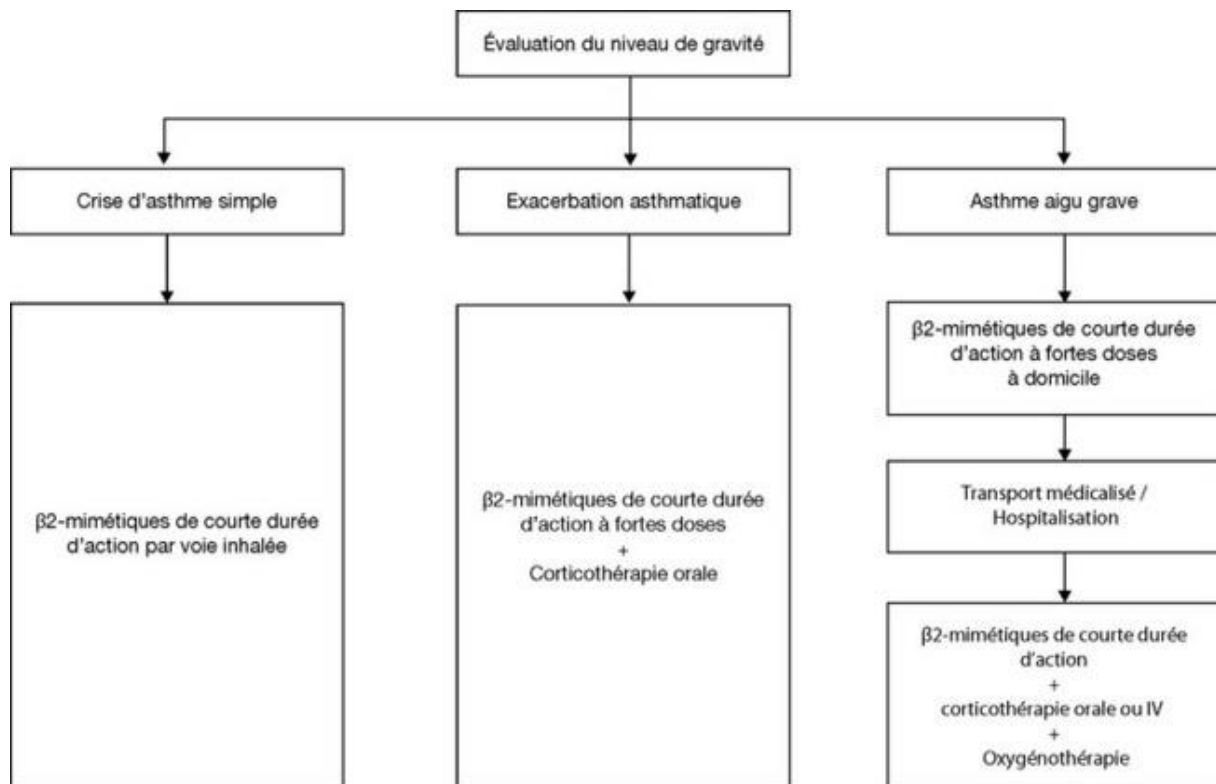 Évaluation du niveau de gravité
Crise d'asthme simple
Exacerbation asthmatique
Asthme aigu grave
β2-mimétiques de courte durée
d'action par voie inhalée
β2-mimétiques de courte durée
d'action à fortes doses
+
Corticothérapie orale
β2-mimétiques de courte durée
d'action à fortes doses
à domicile
Transport médicalisé /
Hospitalisation
β2-mimétiques de courte durée
d'action
+
corticothérapie orale ou IV
+
Oxygénothérapie